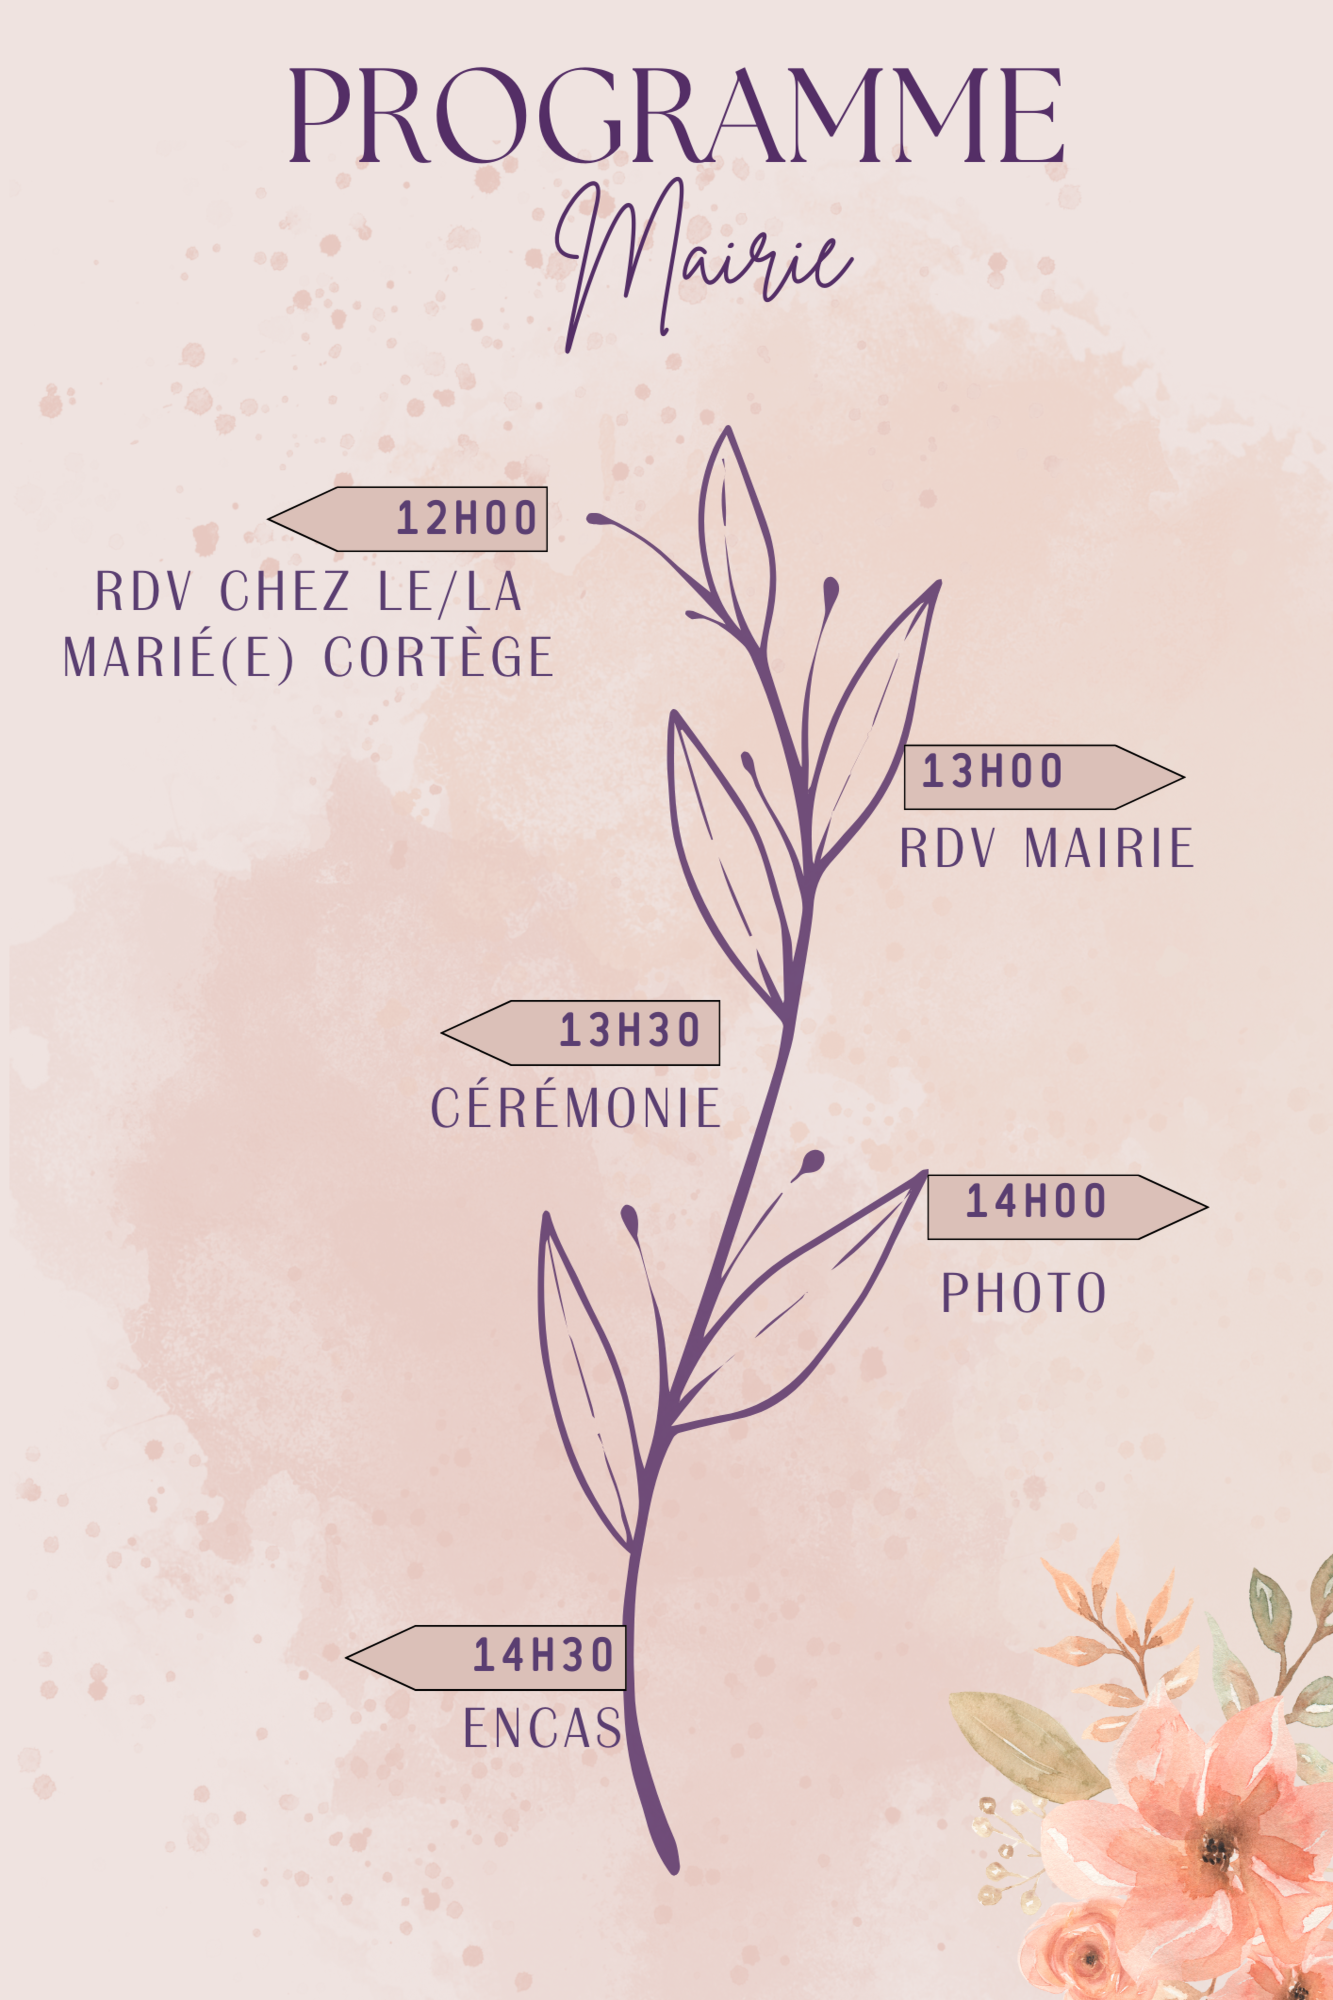 PROGRAMME
Mairie
12H00
RDV CHEZ LE/LA
MARIÉ(E) CORTÈGE
13H00
RDV MAIRIE
13H30
CÉRÉMONIE
14H00
PHOTO
14H30
ENCAS